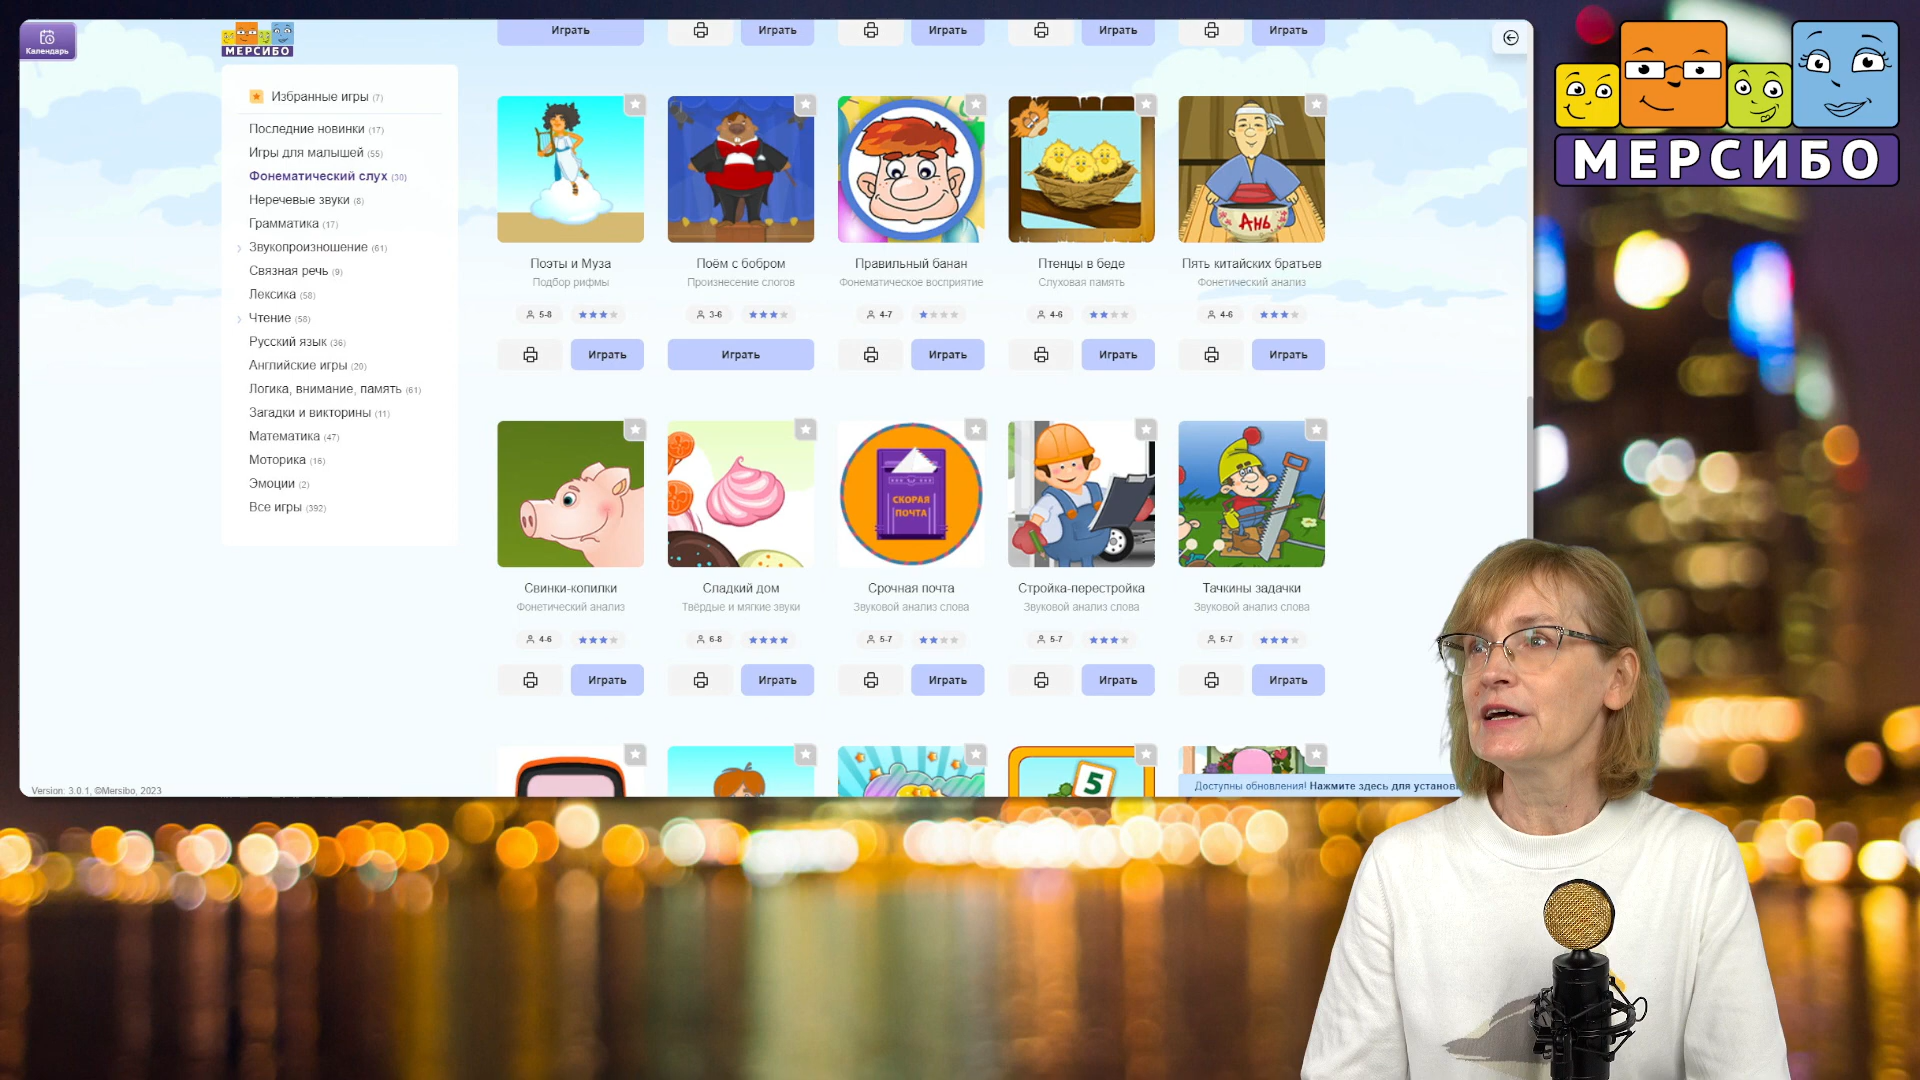 Календарь
МЕРСИБО
Играть
Играть
Играть
Играть
Играть
МЕРСИБО
Избранные игры (7)
Последние новинки (17)
Игры для малышей (55)
Фонематический слух (30)
Неречевые звуки (8)
Грамматика (17)
Звукопроизношение (61)
Связная речь (9)
Лексика (58)
Чтение (58)
Русский язык (36)
Английские игры (20)
Логика, внимание, память (61)
Загадки и викторины (11)
Математика (47)
Моторика (16)
Эмоции (2)
Все игры (392)
АНЬ
Поэты и Муза
Подбор рифмы
5-8
Играть
Поём с бобром
Произнесение слогов
3-6
Играть
Правильный банан
Фонематическое восприятие
4-7
Играть
Птенцы в беде
Слуховая память
4-6
Играть
Пять китайских братьев
Фонетический анализ
4-6
Играть
Свинки-копилки
Фонетический анализ
4-6
Играть
Сладкий дом
Твёрдые и мягкие звуки
6-8
Играть
СКОРАЯ
ПОЧТА
Срочная почта
Звуковой анализ слова
5-7
Играть
Стройка-перестройка
Звуковой анализ слова
5-7
Играть
Тачкины задачки
Звуковой анализ слова
5-7
Играть
5
Version: 3.0.1, ©Mersibo, 2023
Доступны обновления! Нажмите здесь для установ